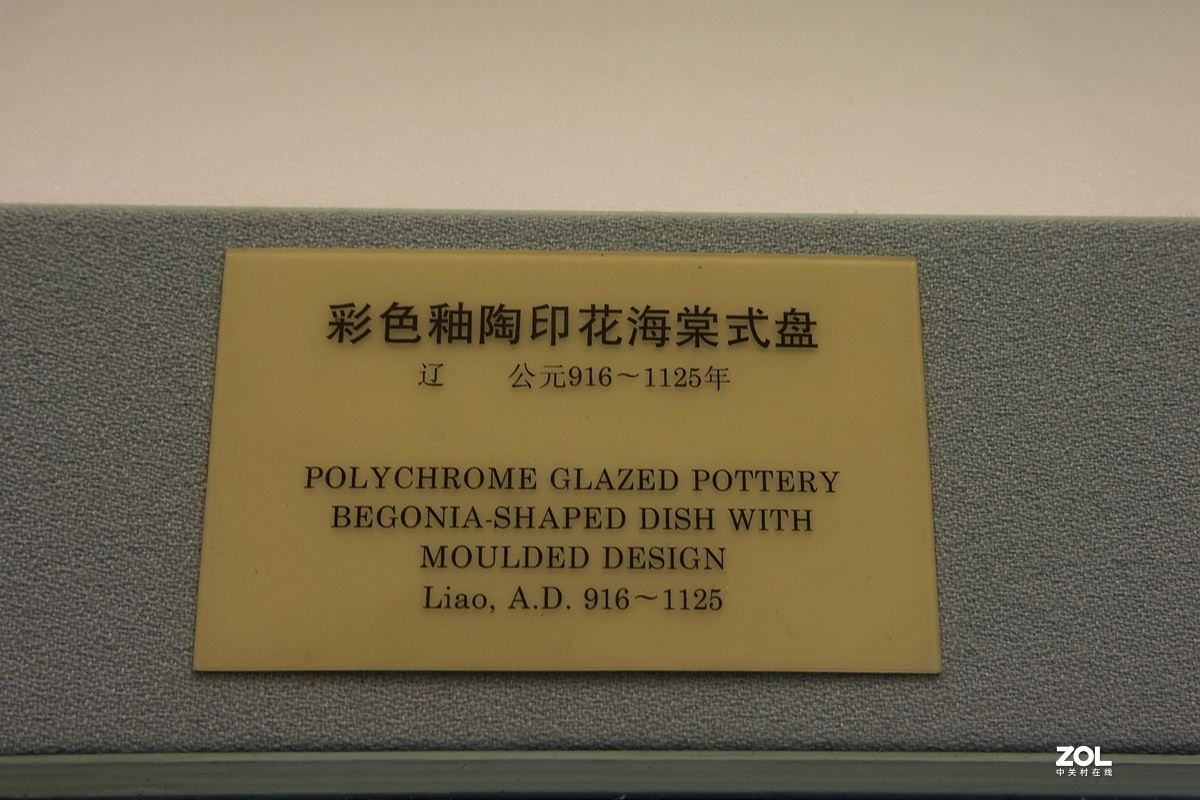 彩色釉陶印花海棠式盘
辽 公元916～1125年
POLYCHROME GLAZED POTTERY
BEGONIA-SHAPED DISH WITH
MOULDED DESIGN
Liao, A.D. 916～1125
ZOL
中关村在线